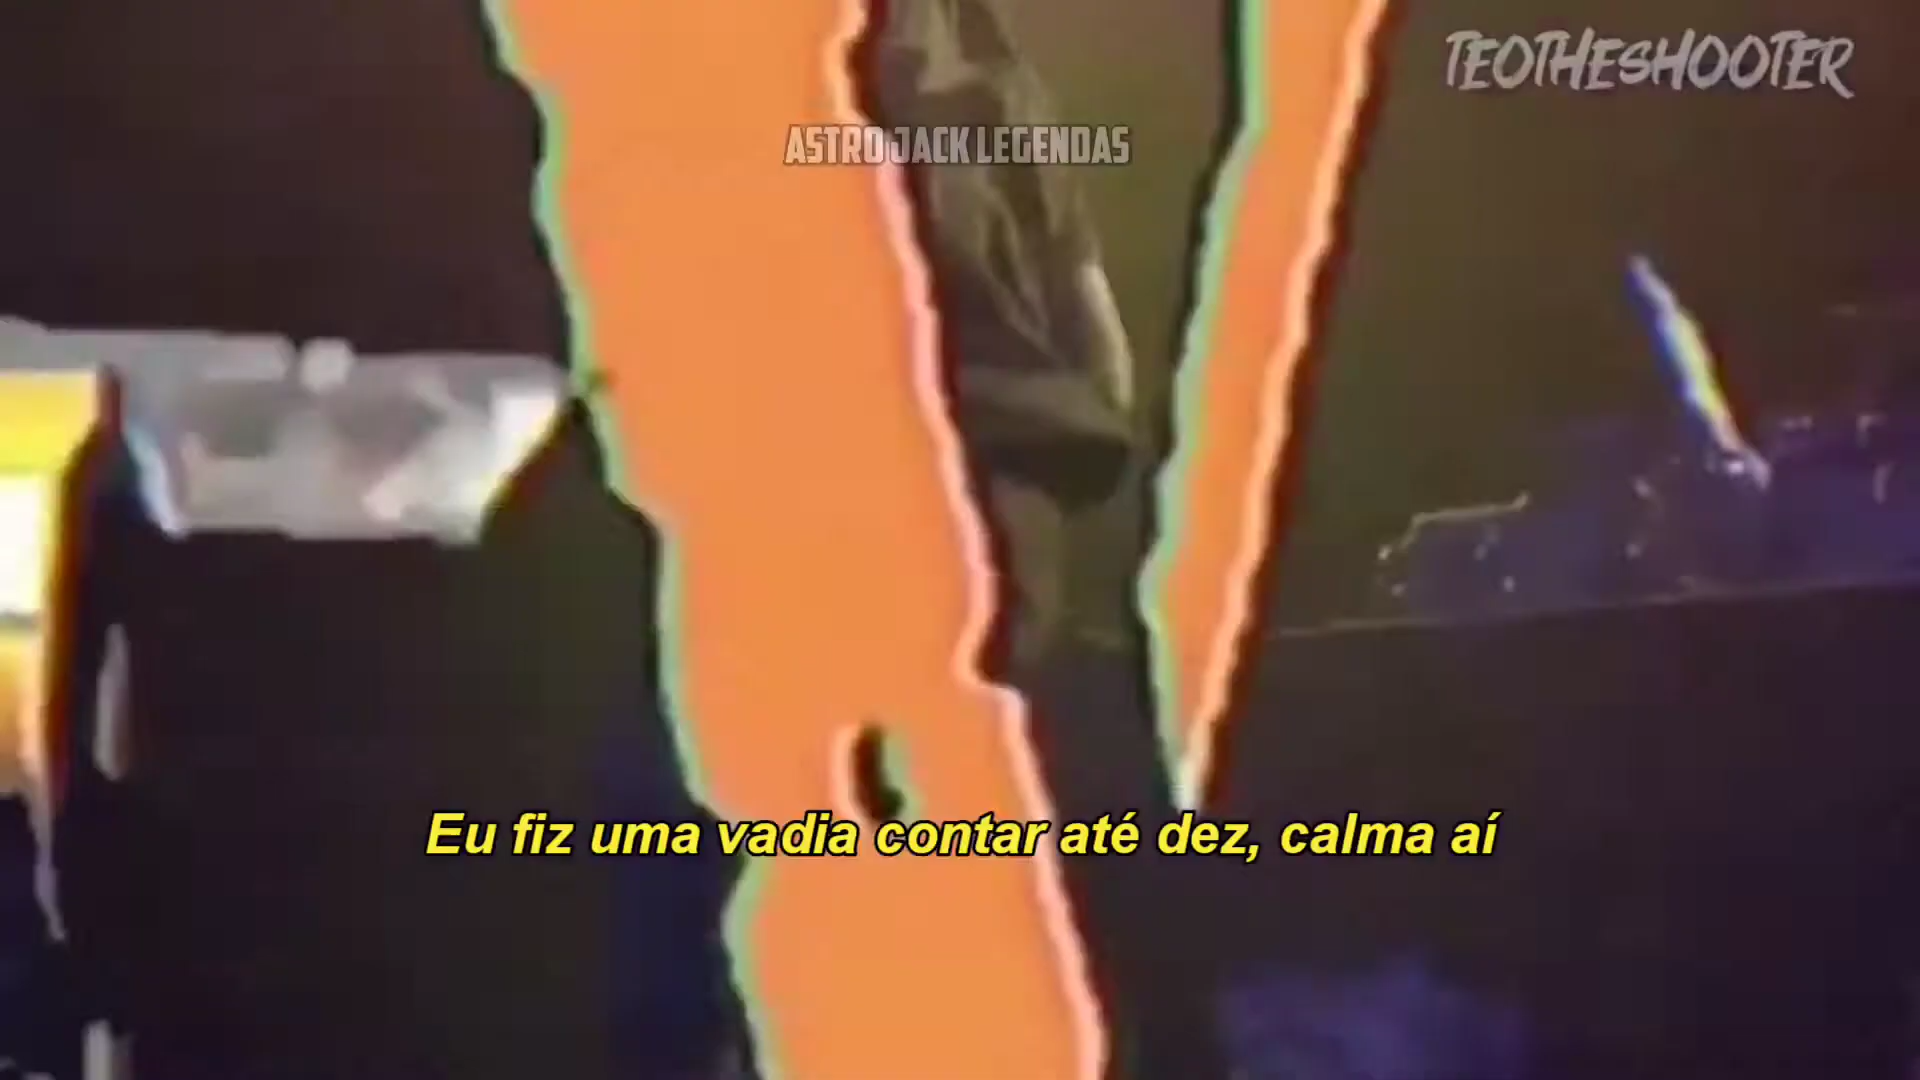 TEOTHESHOOTER
ASTRO JACK LEGENDAS
Eu fiz uma vadia contar até dez, calma aí